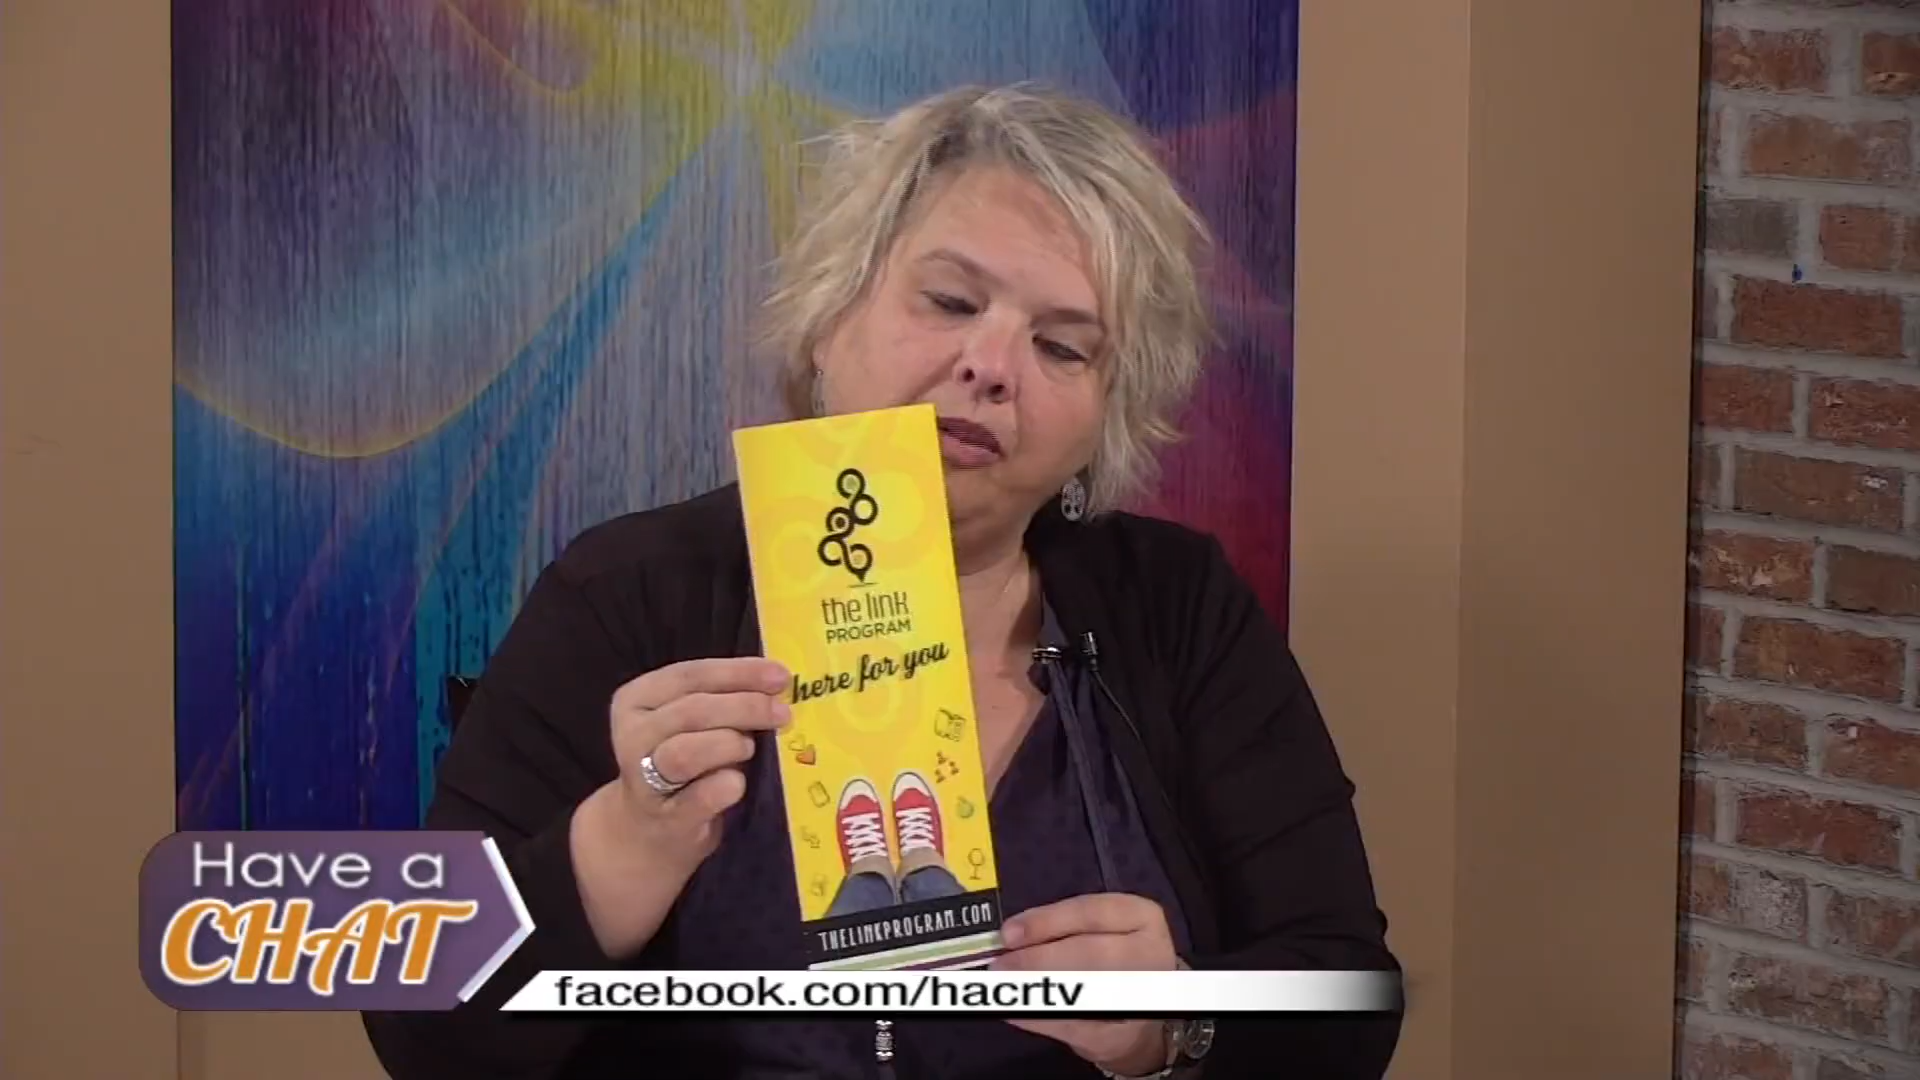 the link
PROGRAM
here for you
THELINKPROGRAM.COM
Have a
CHAT
facebook.com/hacrtv